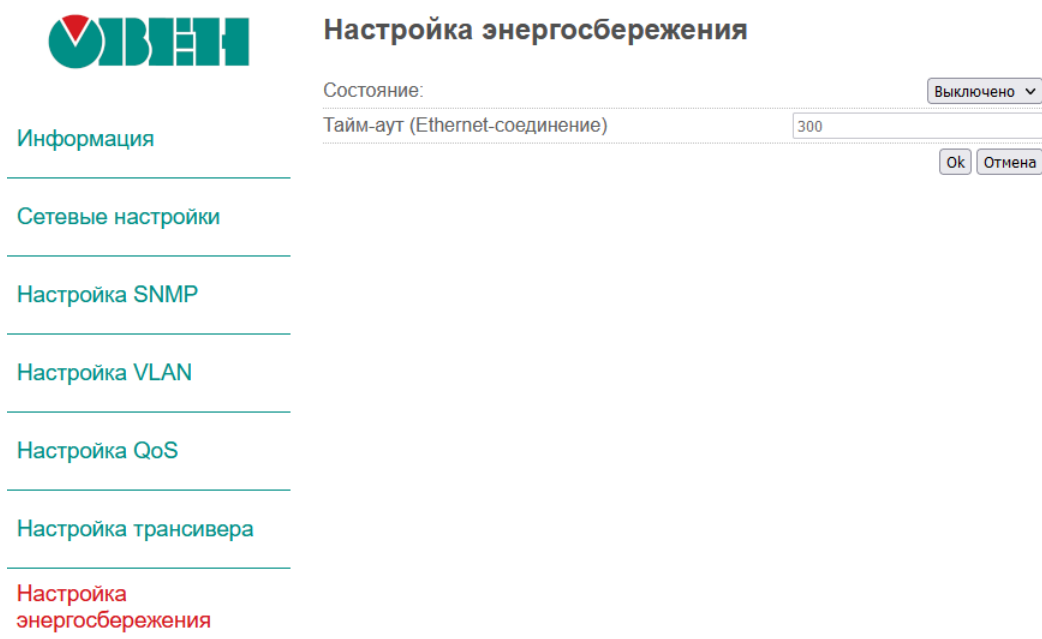 ОВЕН
Настройка энергосбережения
Состояние:
Выключено
Тайм-аут (Ethernet-соединение)
300
Ok
Отмена
Информация
Сетевые настройки
Настройка SNMP
Настройка VLAN
Настройка QoS
Настройка трансивера
Настройка
энергосбережения